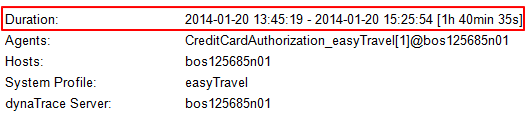 Duration: 2014-01-20 13:45:19 - 2014-01-20 15:25:54 [1h 40min 35s]
Agents: CreditCardAuthorization_easyTravel[1]@bos125685n01
Hosts: bos125685n01
System Profile: easyTravel
dynaTrace Server: bos125685n01